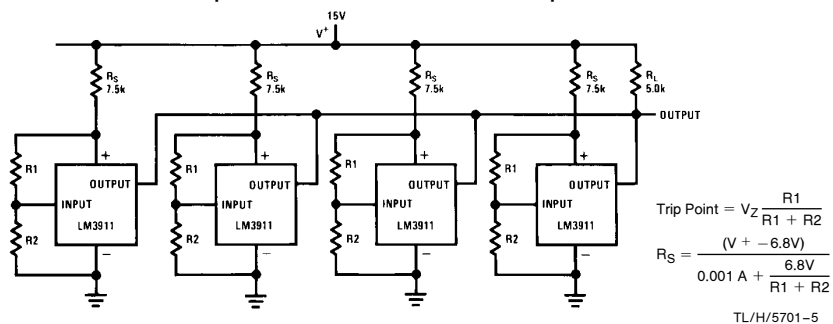 15V
V+
RS
7.5k
RS
7.5k
RS
7.5k
RS
7.5k
RL
5.0k
OUTPUT
R1
+
OUTPUT
INPUT
LM3911
R2
−
R1
+
OUTPUT
INPUT
LM3911
R2
−
R1
+
OUTPUT
INPUT
LM3911
R2
−
R1
+
OUTPUT
INPUT
LM3911
R2
−
Trip Point = VZ R1 / R1 + R2
RS = (V + −6.8V) / 0.001 A + 6.8V / R1 + R2
TL/H/5701–5